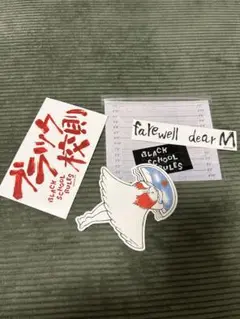 ブラック
校則
BLACK
SCHOOL
RULES
farewell dear M
BLACK
SCHOOL
RULES